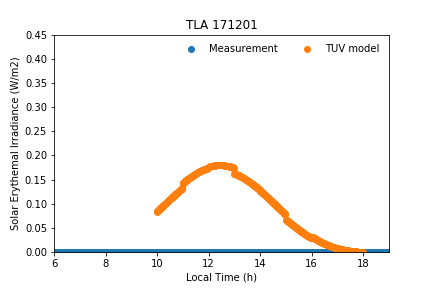 TLA 171201
Measurement
TUV model
Solar Erythemal Irradiance (W/m2)
0.45
0.40
0.35
0.30
0.25
0.20
0.15
0.10
0.05
0.00
6 8 10 12 14 16 18
Local Time (h)